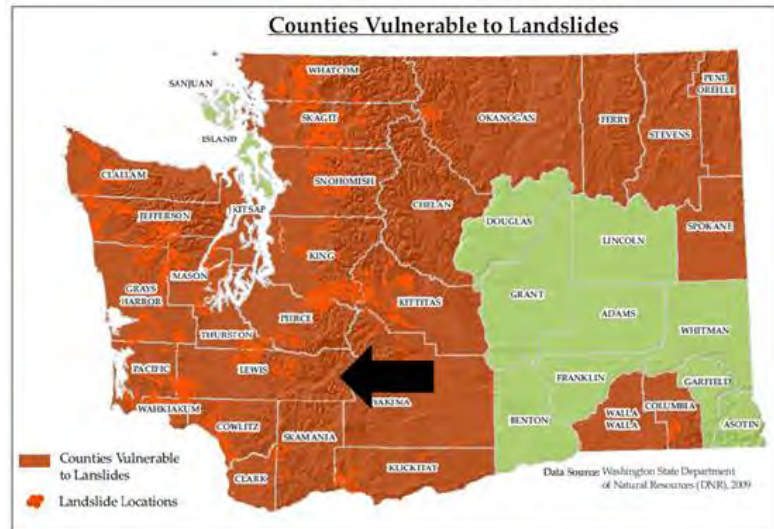 Counties Vulnerable to Landslides
WHATCOM
SANJUAN
ISLAND
SKAGIT
OKANOGAN
FERRY
STEVENS
PEND
OREILLE
CLALLAM
SNOHOMISH
JEFFERSON
KITSAP
CHELAN
DOUGLAS
LINCOLN
SPOKANE
KING
MASON
GRAYS
HARBOR
KITTITAS
GRANT
ADAMS
WHITMAN
PIERCE
THURSTON
PACIFIC
LEWIS
FRANKLIN
GARFIELD
YAKIMA
WAHKIAKUM
COWLITZ
SKAMANIA
BENTON
WALLA
WALLA
COLUMBIA
ASOTIN
CLARK
KLICKITAT
Counties Vulnerable
to Lanslides
Landslide Locations
Data Source: Washington State Department
of Natural Resources (DNR), 2009